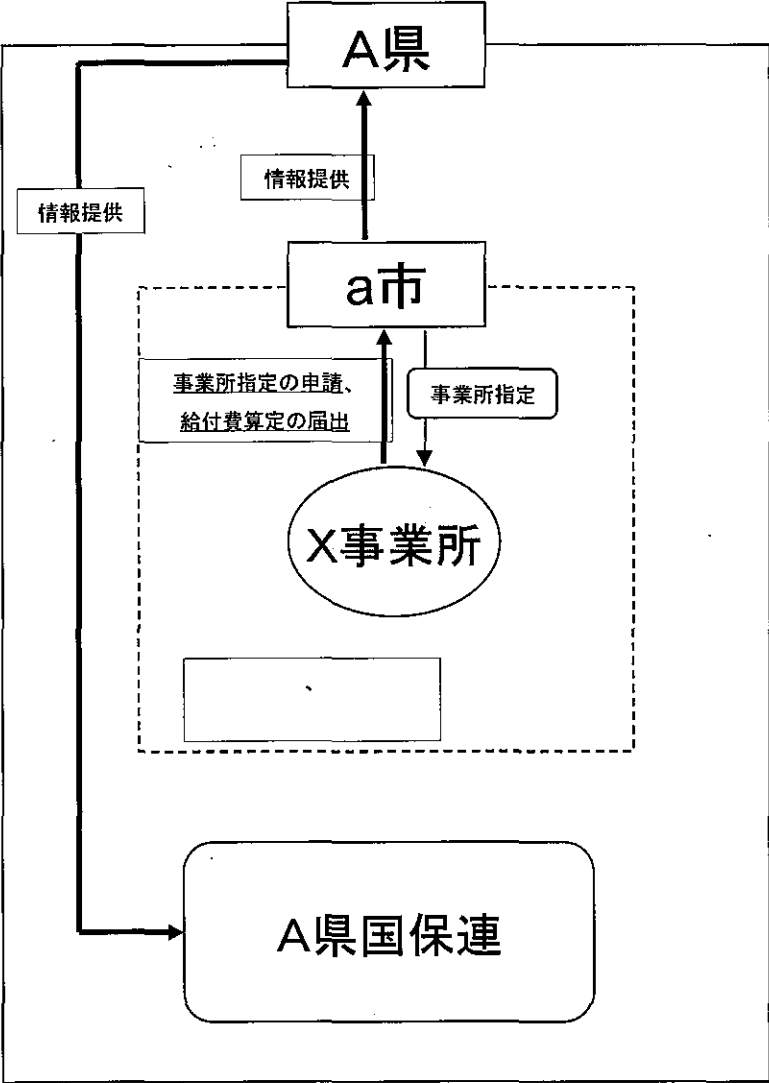 A県
情報提供
情報提供
a市
事業所指定の申請、
給付費算定の届出
事業所指定
X事業所
、
A県国保連